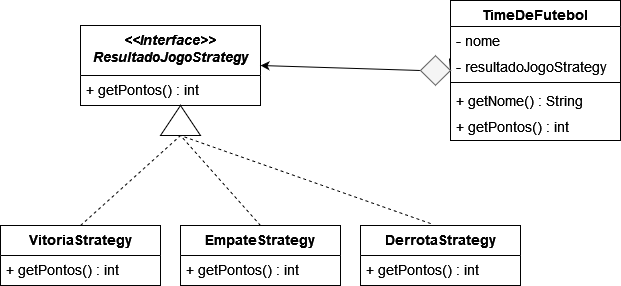 <<Interface>>
ResultadoJogoStrategy
+ getPontos() : int
TimeDeFutebol
- nome
- resultadoJogoStrategy
+ getNome() : String
+ getPontos() : int
VitoriaStrategy
+ getPontos() : int
EmpateStrategy
+ getPontos() : int
DerrotaStrategy
+ getPontos() : int